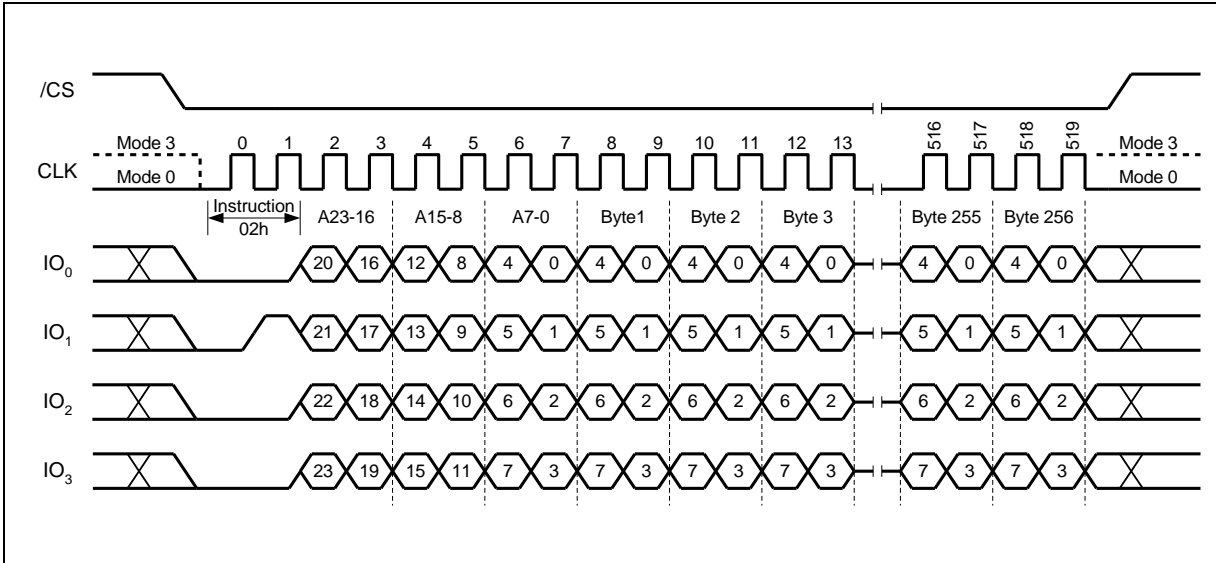 /CS
Mode 3 0 1 2 3 4 5 6 7 8 9 10 11 12 13 516 517 518 519 Mode 3
CLK Mode 0 Mode 0
Instruction
02h A23-16 A15-8 A7-0 Byte1 Byte 2 Byte 3 Byte 255 Byte 256
IO0 20 16 12 8 4 0 4 0 4 0 4 0 4 0 4 0
IO1 21 17 13 9 5 1 5 1 5 1 5 1 5 1 5 1
IO2 22 18 14 10 6 2 6 2 6 2 6 2 6 2 6 2
IO3 23 19 15 11 7 3 7 3 7 3 7 3 7 3 7 3